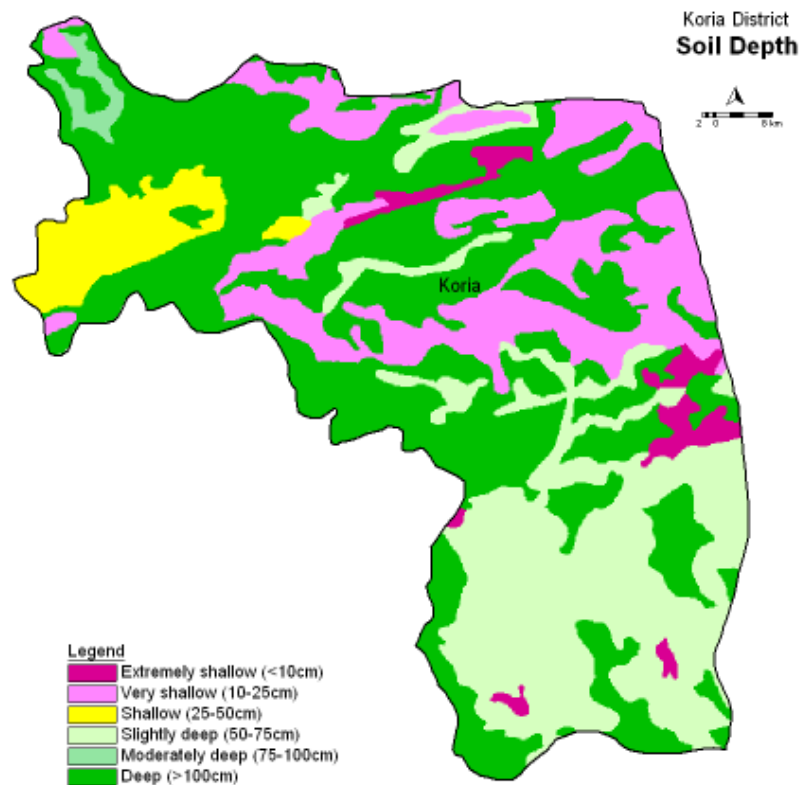 Koria District
Soil Depth
2 0 8 km
Koria
Legend
Extremely shallow (<10cm)
Very shallow (10-25cm)
Shallow (25-50cm)
Slightly deep (50-75cm)
Moderately deep (75-100cm)
Deep (>100cm)